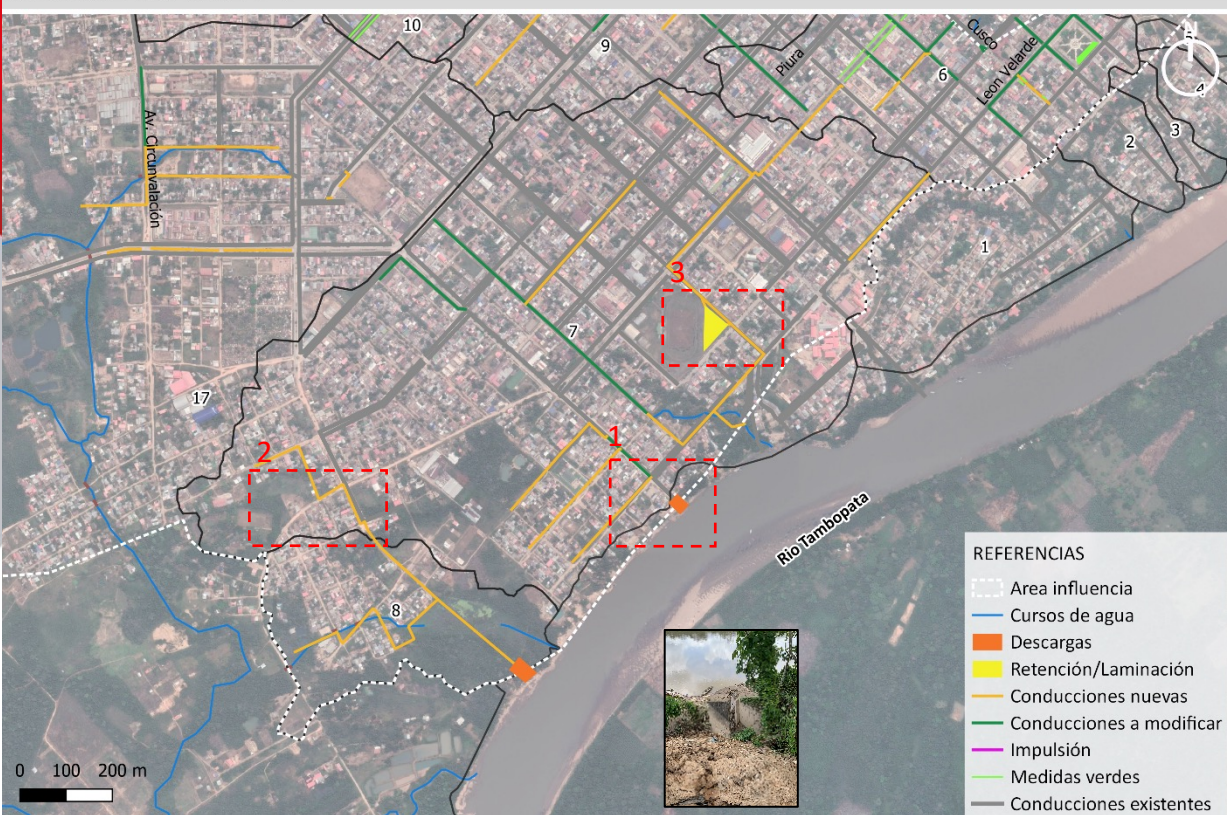 10
9
Piura
Cusco
6
Leon Velarde
N
4
3
2
Av. Circunvalación
1
3
7
17
1
2
Rio Tambopata
8
REFERENCIAS
Area influencia
Cursos de agua
Descargas
Retención/Laminación
Conducciones nuevas
Conducciones a modificar
Impulsión
Medidas verdes
Conducciones existentes
0 100 200 m